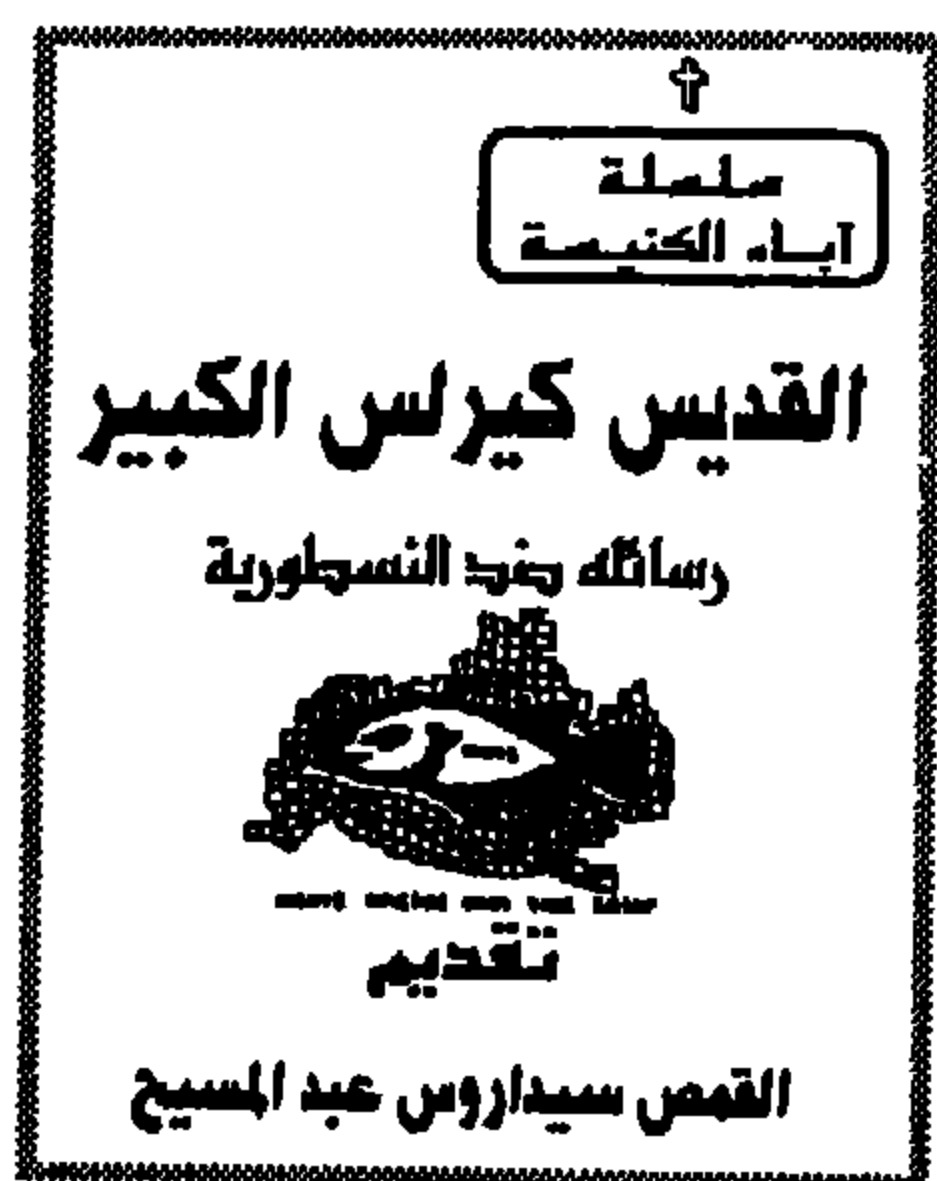 سلسلة
آباء الكنيسة
القديس كيرلس الكبير
رسائله ضد النسطورية
تقديم
القمص سيداروس عبد المسيح